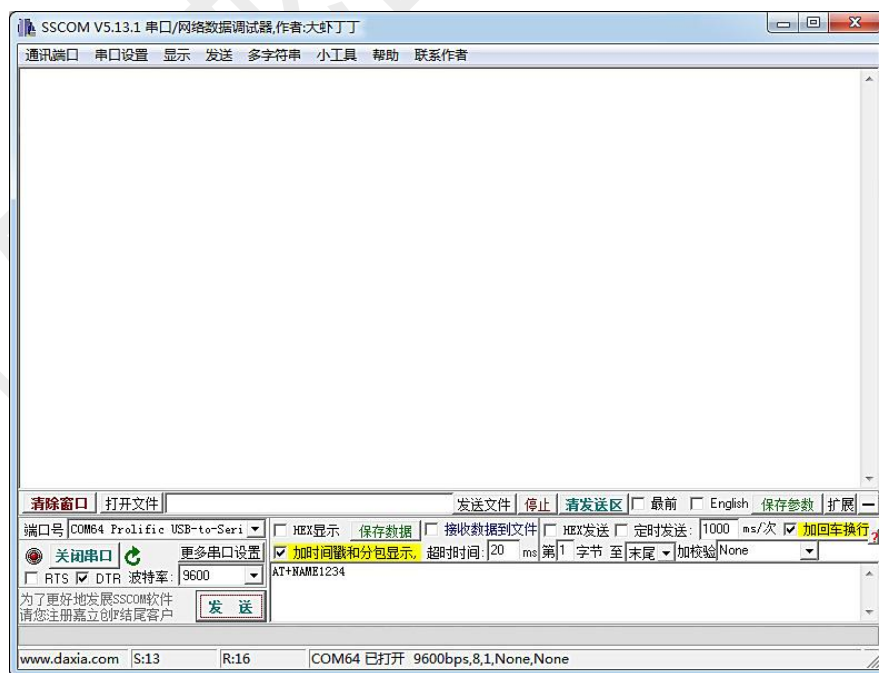 SSCOM V5.13.1 串口/网络数据调试器,作者:大虾丁丁
通讯端口 串口设置 显示 发送 多字符串 小工具 帮助 联系作者
清除窗口 打开文件 发送文件 停止 清发送区 最前 English 保存参数 扩展
端口号 COM64 Prolific USB-to-Seri HEX显示 保存数据 接收数据到文件 HEX发送 定时发送: 1000 ms/次 加回车换行
关闭串口 更多串口设置 加时间戳和分包显示, 超时时间: 20 ms 第 1 字节 至 末尾 加校验 None
RTS DTR 波特率: 9600 AT+NAME1234
为了更好地发展SSCOM软件
请您注册嘉立创F结尾客户
发 送
www.daxia.com S:13 R:16 COM64 已打开 9600bps,8,1,None,None